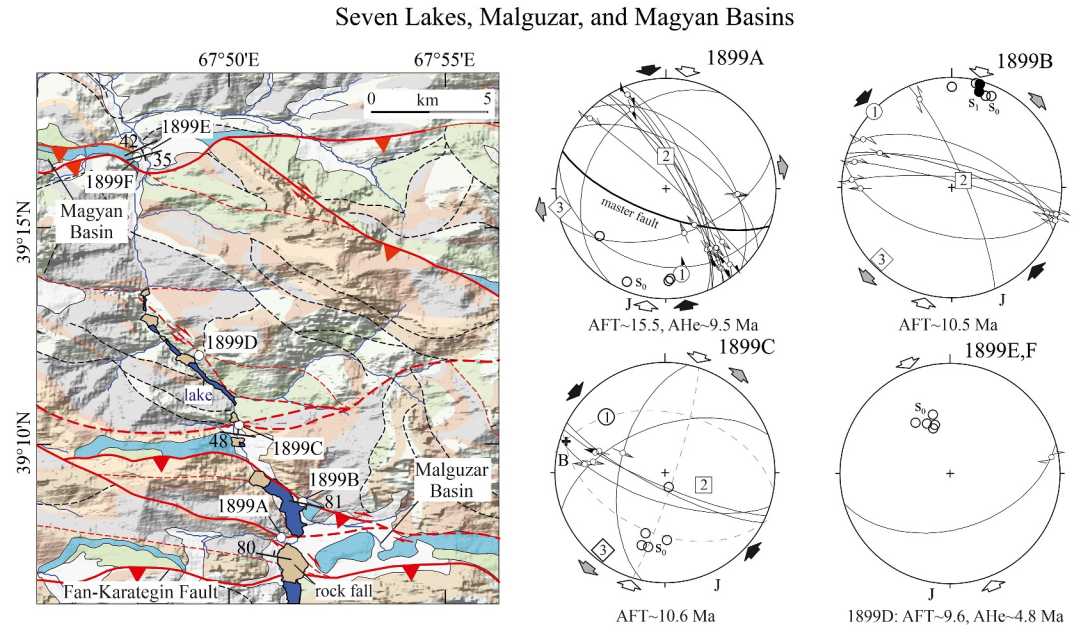 Seven Lakes, Malguzar, and Magyan Basins
67°50'E
67°55'E
39°15'N
39°10'N
0 km 5
42
1899E
35
1899F
Magyan
Basin
1899D
lake
48
1899C
Malguzar
Basin
1899B
1899A
81
80
Fan-Karategin Fault
rock fall
1899A
2
3
master fault
1
s0
J
AFT~15.5, AHe~9.5 Ma
1899B
1
s1
s0
2
3
J
AFT~10.5 Ma
1899C
1
B
2
s0
3
J
AFT~10.6 Ma
1899E,F
s0
J
1899D: AFT~9.6, AHe~4.8 Ma